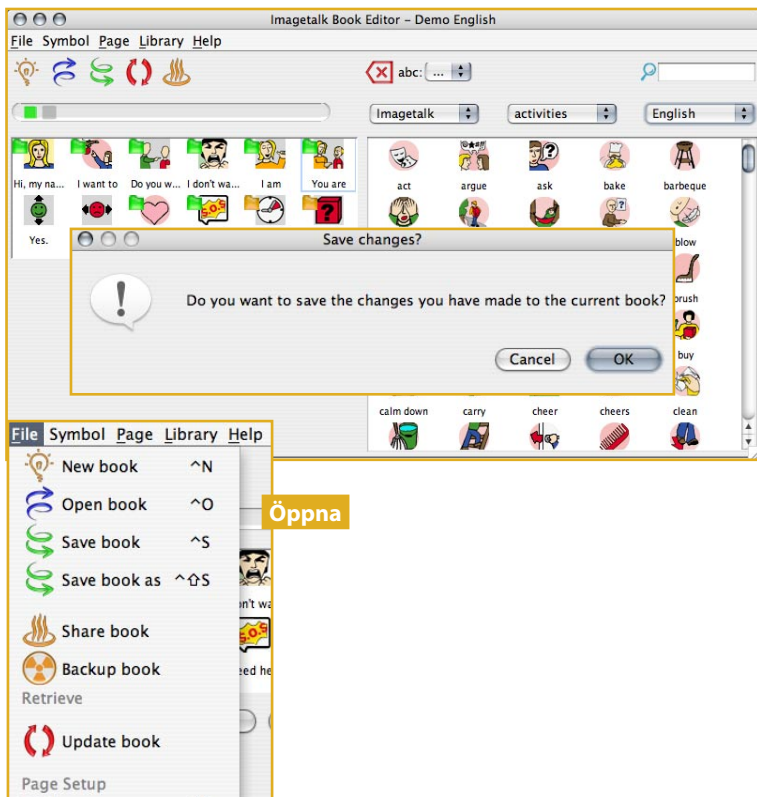 Imagetalk Book Editor – Demo English
File Symbol Page Library Help
abc: ...
Imagetalk activities English
Hi, my na... I want to Do you w... I don't wa... I am You are
act argue ask bake barbeque
S.O.S ?
Yes.
blow
Save changes?
!
Do you want to save the changes you have made to the current book?
brush
Cancel OK
buy
calm down carry cheer cheers clean
File Symbol Page Library Help
New book ^N
Open book ^O
Öppna
Save book ^S
Save book as ^⇧S
on't wa
Share book
S.O.S
Backup book
eed he
Retrieve
Update book
Page Setup